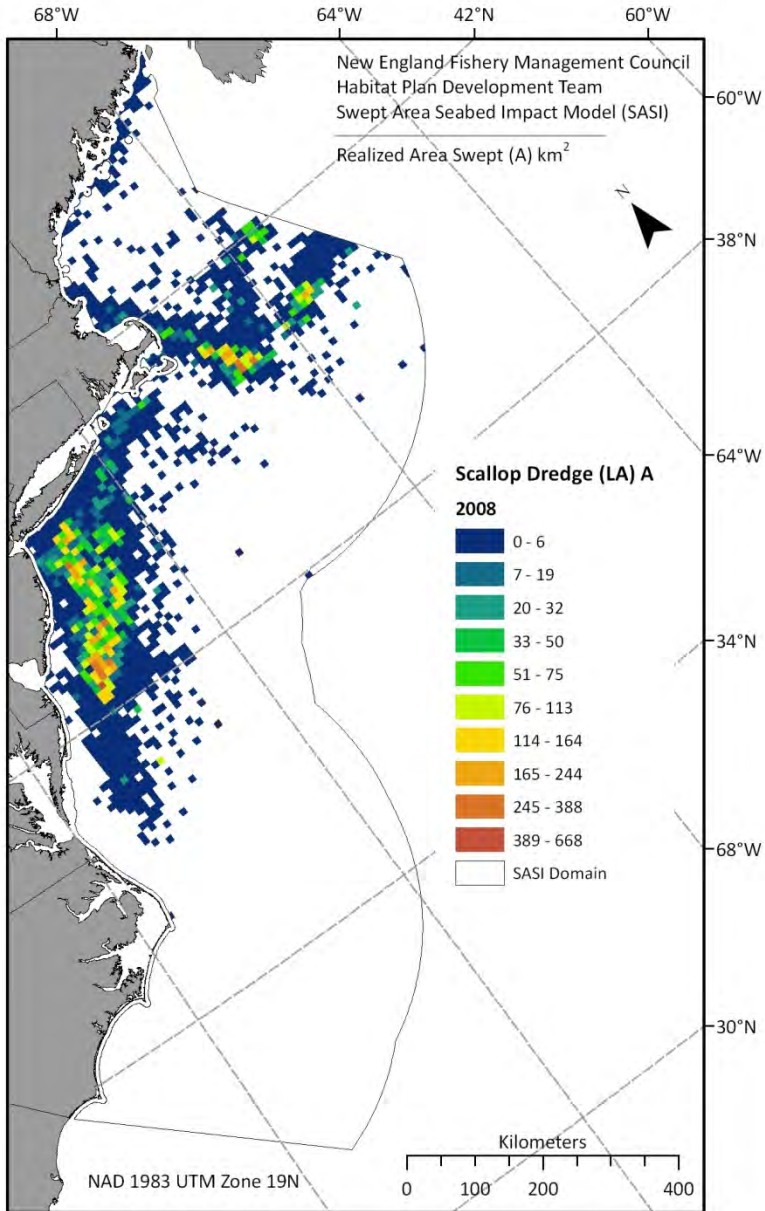 68°W
64°W
42°N
60°W
New England Fishery Management Council
Habitat Plan Development Team
Swept Area Seabed Impact Model (SASI)
Realized Area Swept (A) km²
60°W
N
38°N
64°W
Scallop Dredge (LA) A
2008
0 - 6
7 - 19
20 - 32
33 - 50
51 - 75
76 - 113
114 - 164
165 - 244
245 - 388
389 - 668
SASI Domain
34°N
68°W
30°N
Kilometers
0 100 200 300 400
NAD 1983 UTM Zone 19N